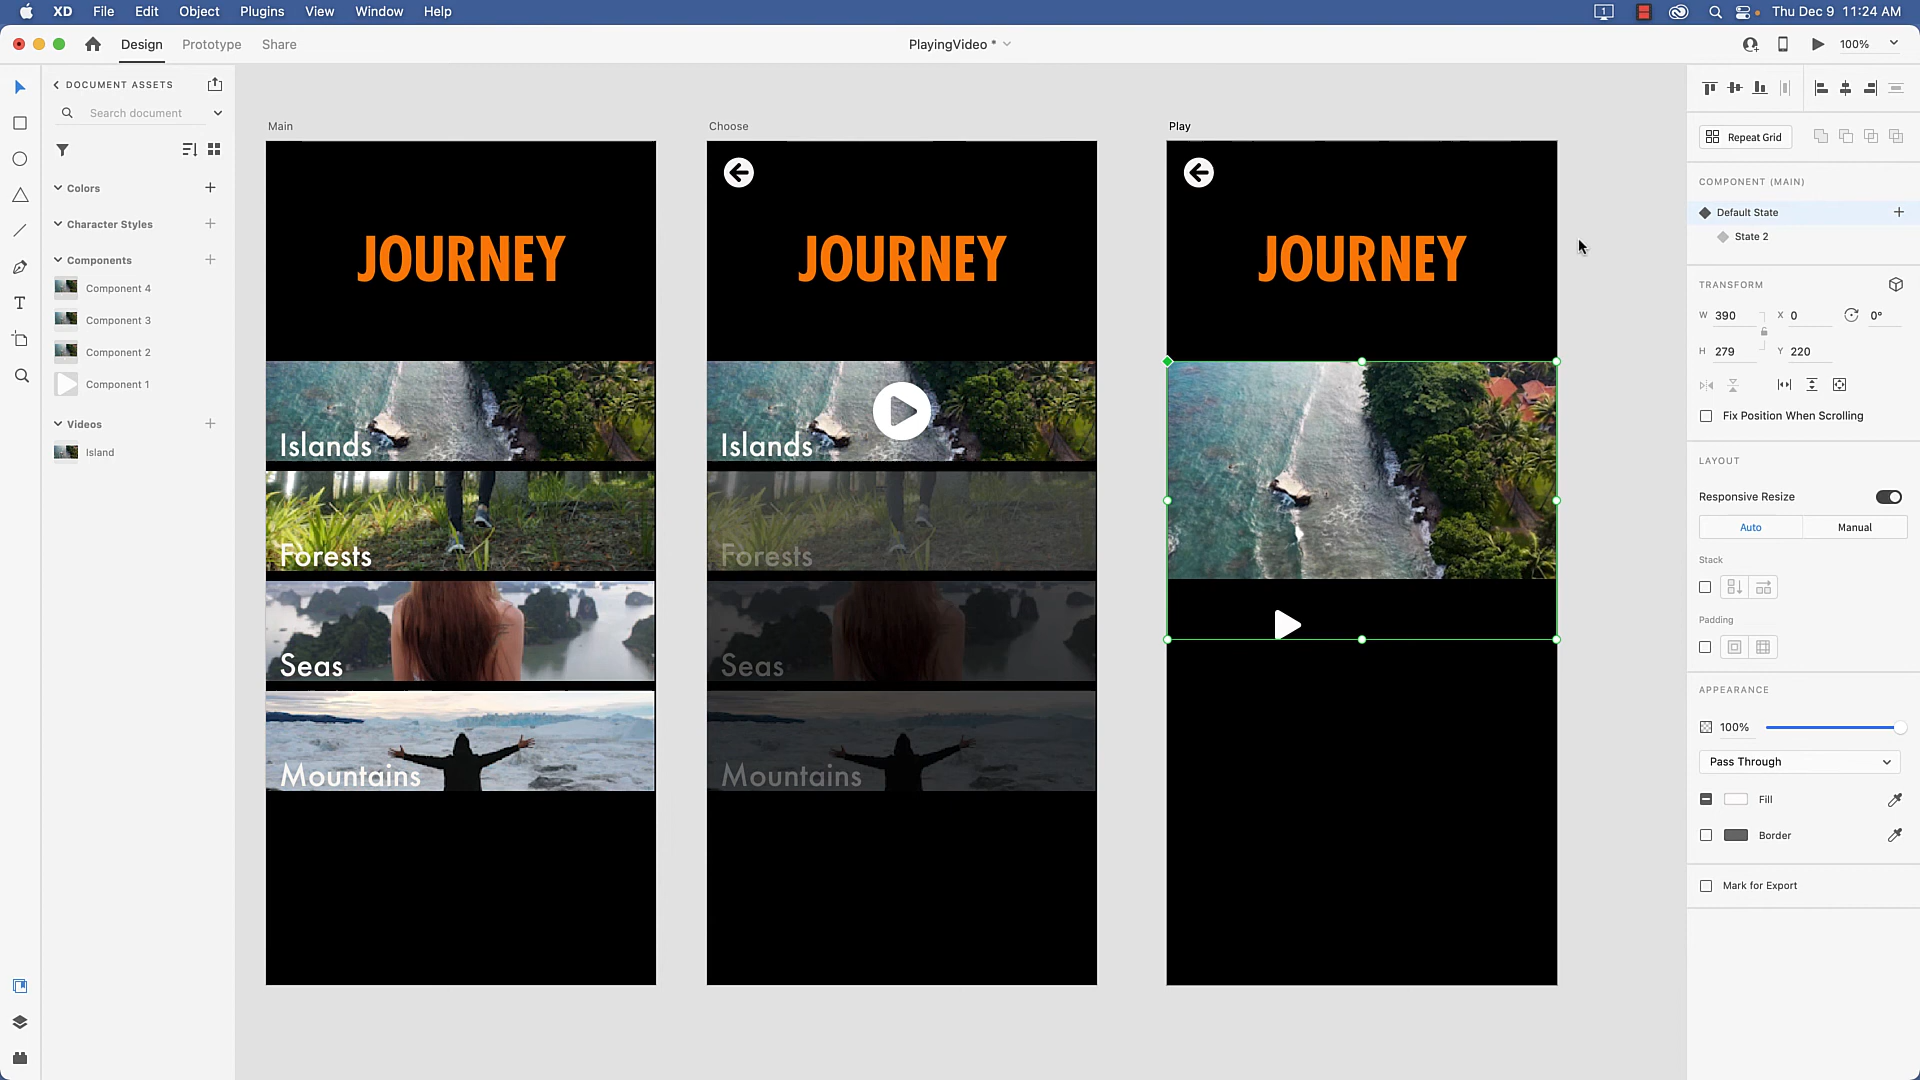 XD File Edit Object Plugins View Window Help
1
Thu Dec 9 11:24 AM
Design Prototype Share
PlayingVideo *
100%
DOCUMENT ASSETS
Search document
Colors
Character Styles
Components
Component 4
Component 3
Component 2
Component 1
Videos
Island
T
Main
JOURNEY
Islands
Forests
Seas
Mountains
Choose
JOURNEY
Islands
Forests
Seas
Mountains
Play
JOURNEY
Repeat Grid
COMPONENT (MAIN)
Default State
State 2
TRANSFORM
W 390 X 0 0°
H 279 Y 220
Fix Position When Scrolling
LAYOUT
Responsive Resize
Auto Manual
Stack
Padding
APPEARANCE
100%
Pass Through
Fill
Border
Mark for Export